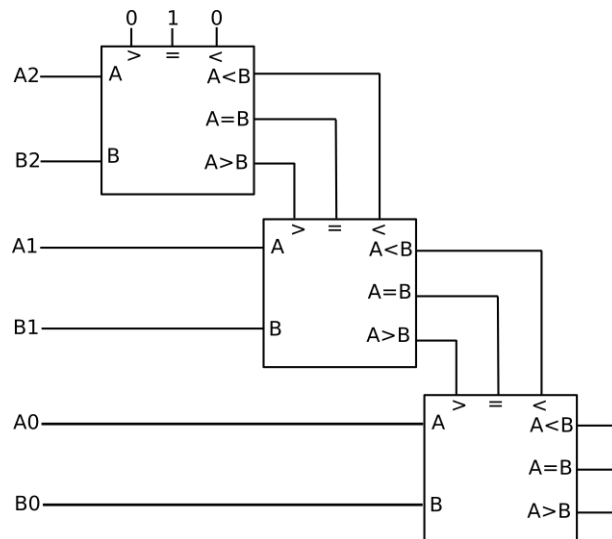 0 1 0
> = <
A2 A A<B
A=B
B2 B A>B
> = <
A1 A A<B
A=B
B1 B A>B
> = <
A0 A A<B
A=B
B0 B A>B